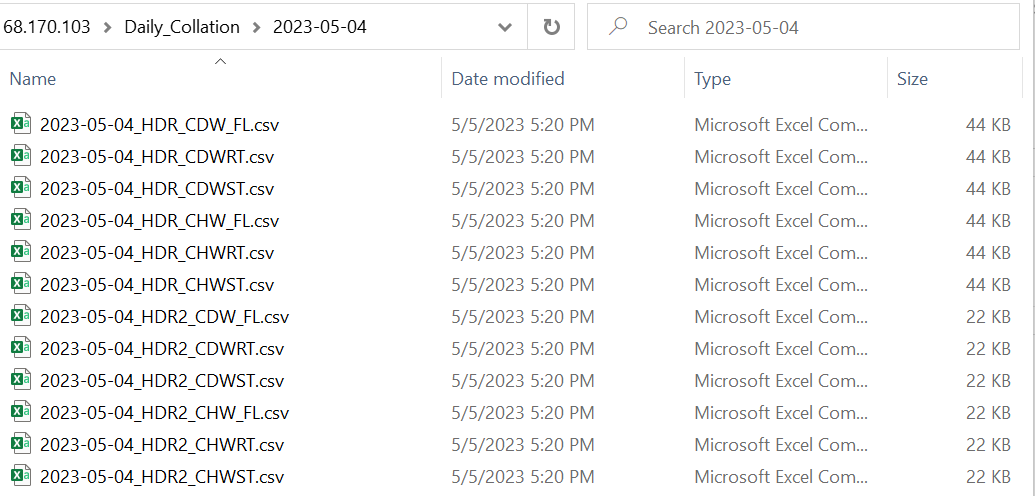 68.170.103 > Daily_Collation > 2023-05-04 Search 2023-05-04
Name Date modified Type Size
2023-05-04_HDR_CDW_FL.csv 5/5/2023 5:20 PM Microsoft Excel Com... 44 KB
2023-05-04_HDR_CDWRT.csv 5/5/2023 5:20 PM Microsoft Excel Com... 44 KB
2023-05-04_HDR_CDWST.csv 5/5/2023 5:20 PM Microsoft Excel Com... 44 KB
2023-05-04_HDR_CHW_FL.csv 5/5/2023 5:20 PM Microsoft Excel Com... 44 KB
2023-05-04_HDR_CHWRT.csv 5/5/2023 5:20 PM Microsoft Excel Com... 44 KB
2023-05-04_HDR_CHWST.csv 5/5/2023 5:20 PM Microsoft Excel Com... 44 KB
2023-05-04_HDR2_CDW_FL.csv 5/5/2023 5:20 PM Microsoft Excel Com... 22 KB
2023-05-04_HDR2_CDWRT.csv 5/5/2023 5:20 PM Microsoft Excel Com... 22 KB
2023-05-04_HDR2_CDWST.csv 5/5/2023 5:20 PM Microsoft Excel Com... 22 KB
2023-05-04_HDR2_CHW_FL.csv 5/5/2023 5:20 PM Microsoft Excel Com... 22 KB
2023-05-04_HDR2_CHWRT.csv 5/5/2023 5:20 PM Microsoft Excel Com... 22 KB
2023-05-04_HDR2_CHWST.csv 5/5/2023 5:20 PM Microsoft Excel Com... 22 KB